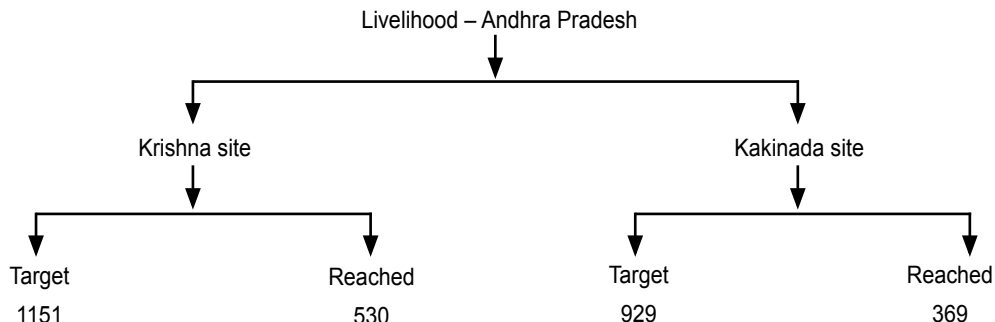 Livelihood – Andhra Pradesh
Krishna site
Kakinada site
Target
Reached
Target
Reached
1151
530
929
369